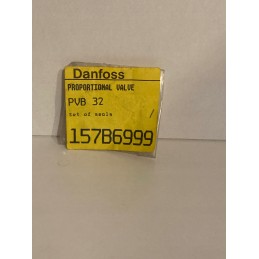 Danfoss
PROPORTIONAL VALVE
PVB 32
Set of seals /
157B6999